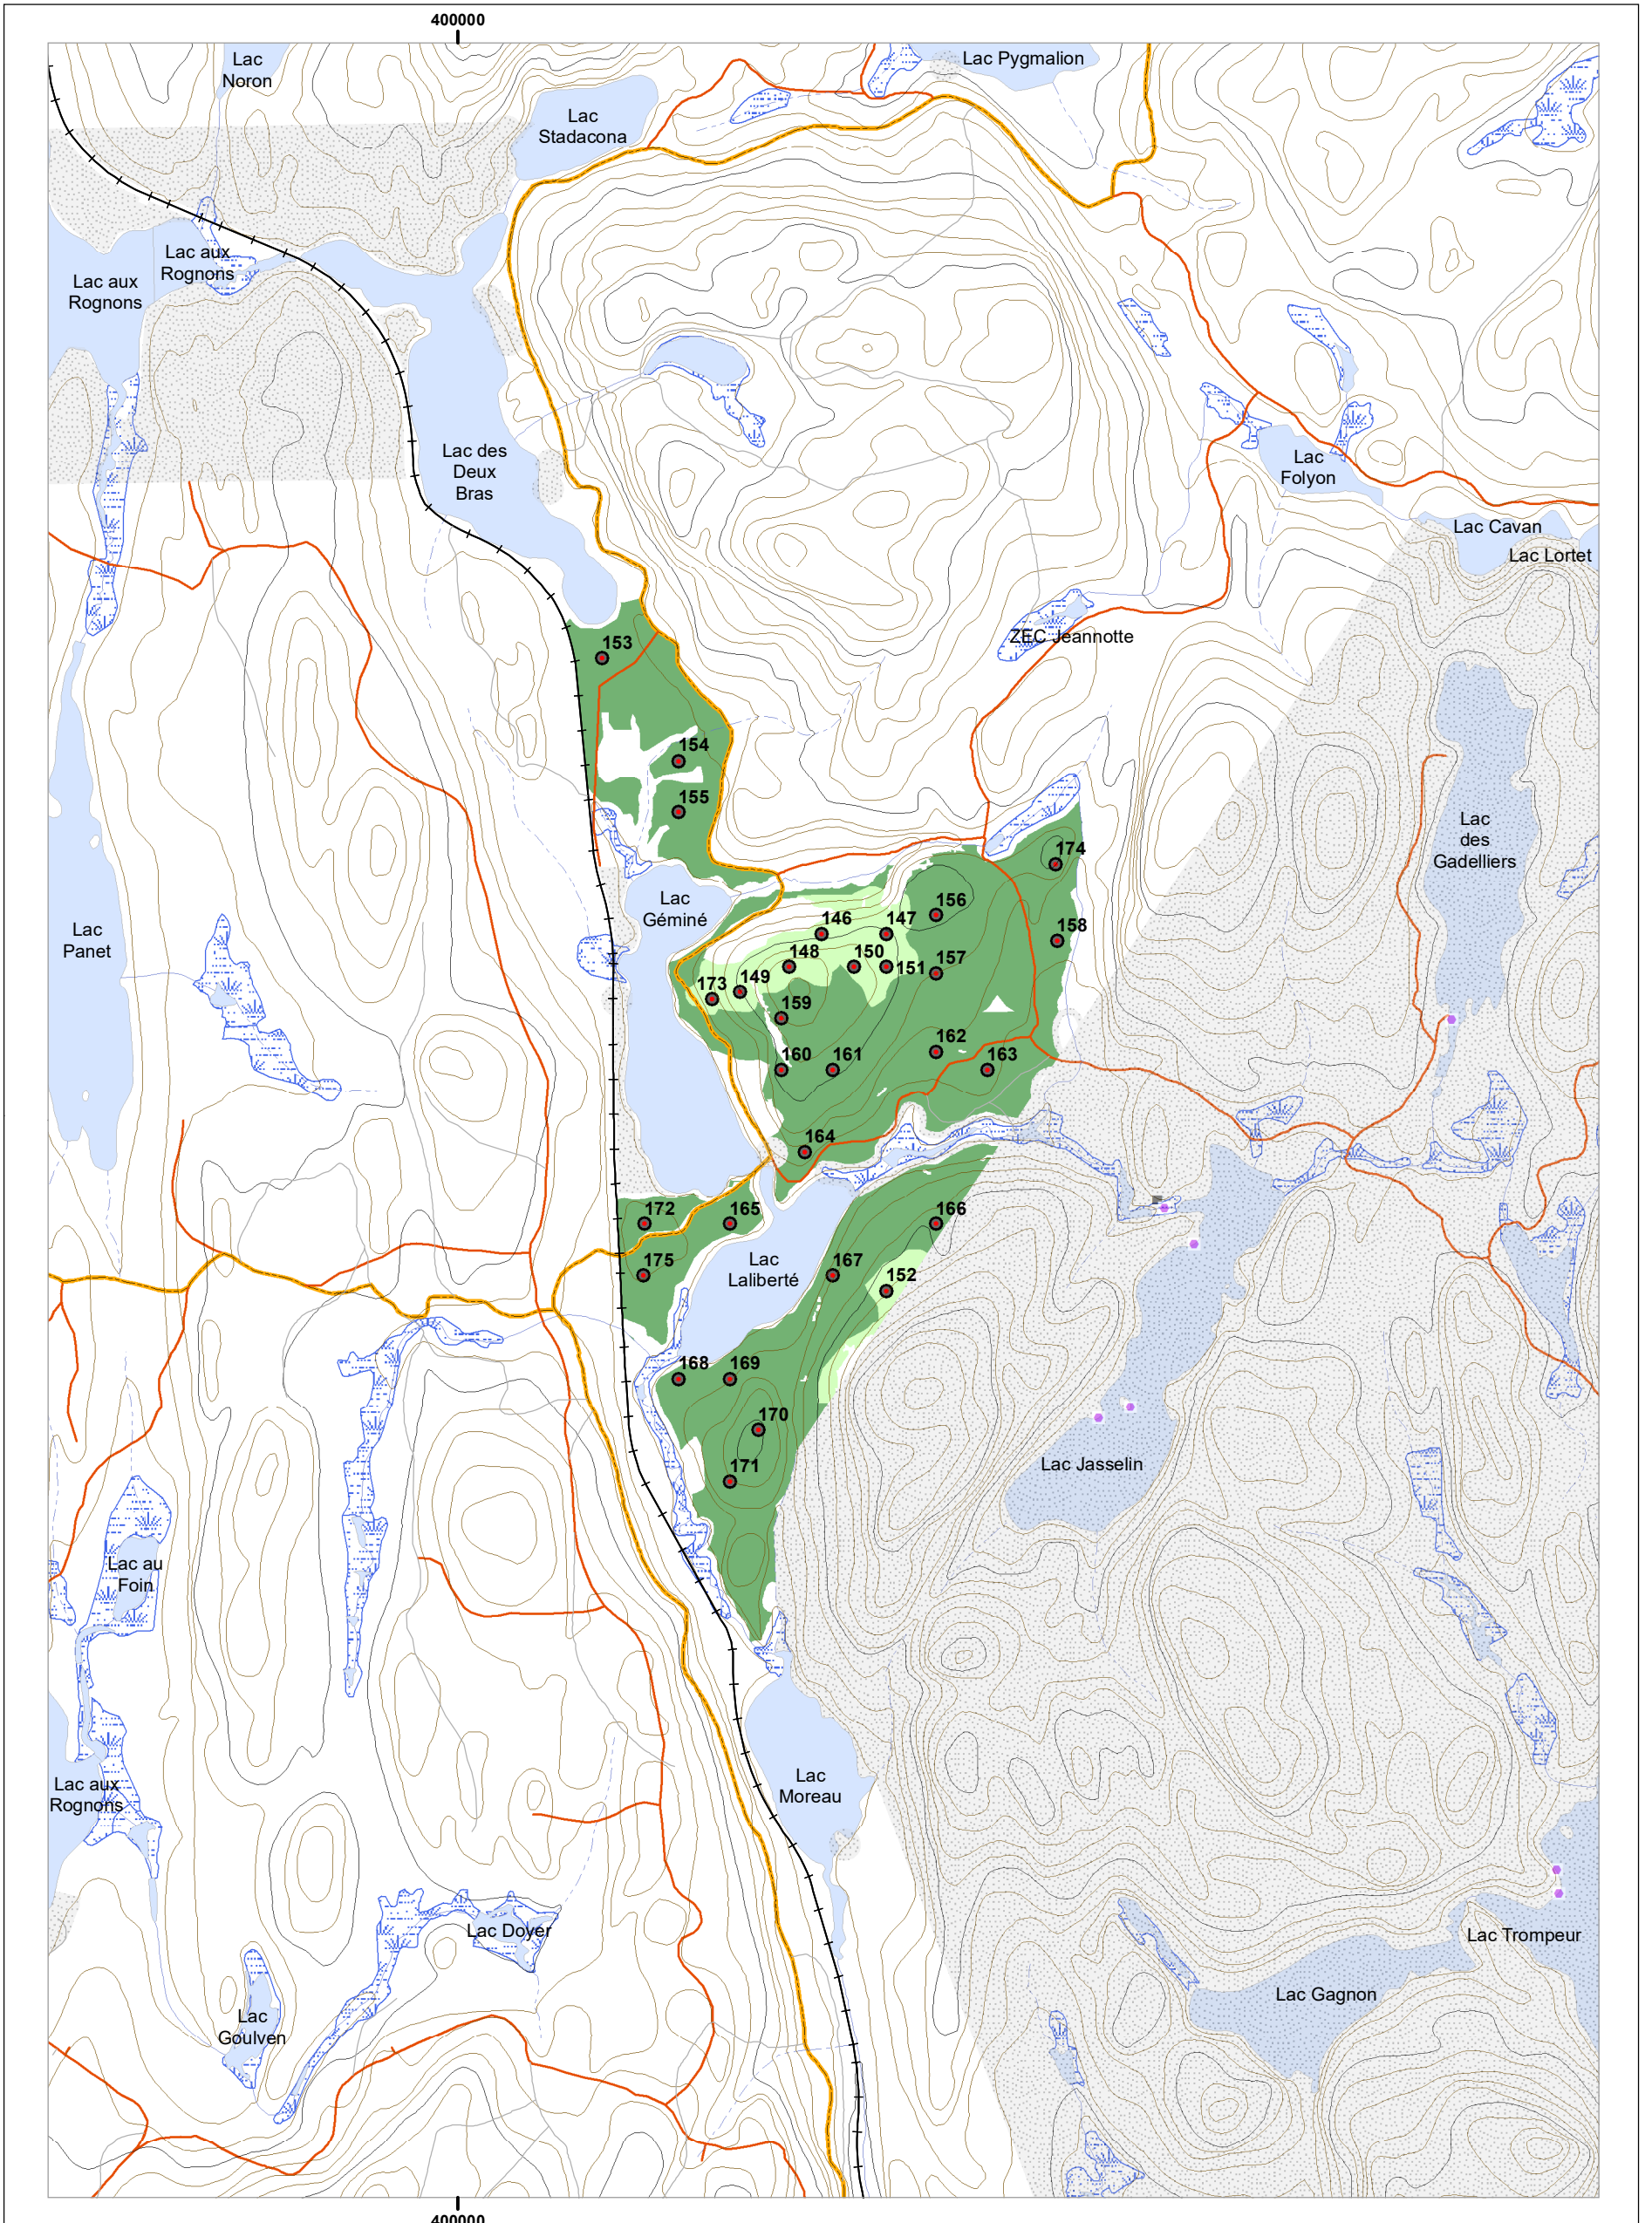 400000
Lac
Noron
Lac Pygmalion
Lac
Stadacona
Lac aux
Rognons
Lac aux
Rognons
Lac des
Deux
Bras
Lac
Folyon
Lac Cavan
Lac Lortet
ZEC Jeannotte
153
154
155
Lac
des
Gadelliers
174
Lac
Géminé
156
146
147
158
Lac
Panet
148
150
151
157
173
149
159
162
160
161
163
164
172
165
166
175
Lac
Laliberté
167
152
168
169
170
171
Lac Jasselin
Lac au
Foin
Lac aux
Rognons
Lac
Moreau
Lac Doyer
Lac Trompeur
Lac Gagnon
Lac
Goulven
400000